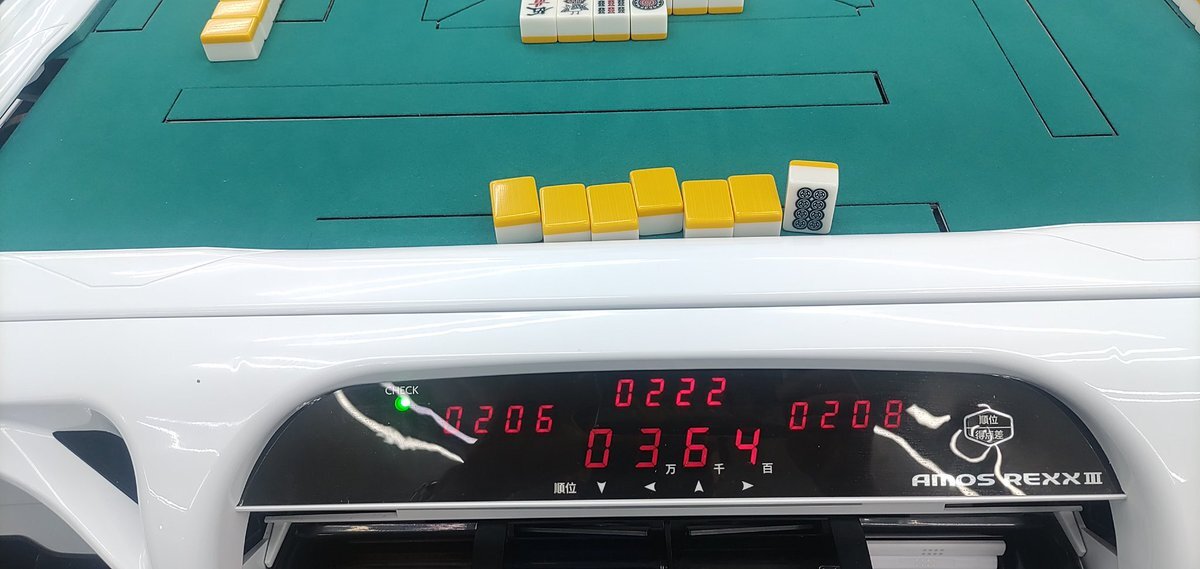 CHECK
0222
0206
0208
0364
万 千 百
順位 ▼ ◀ ▲ ▶
順位
得点差
AMOS REXX III